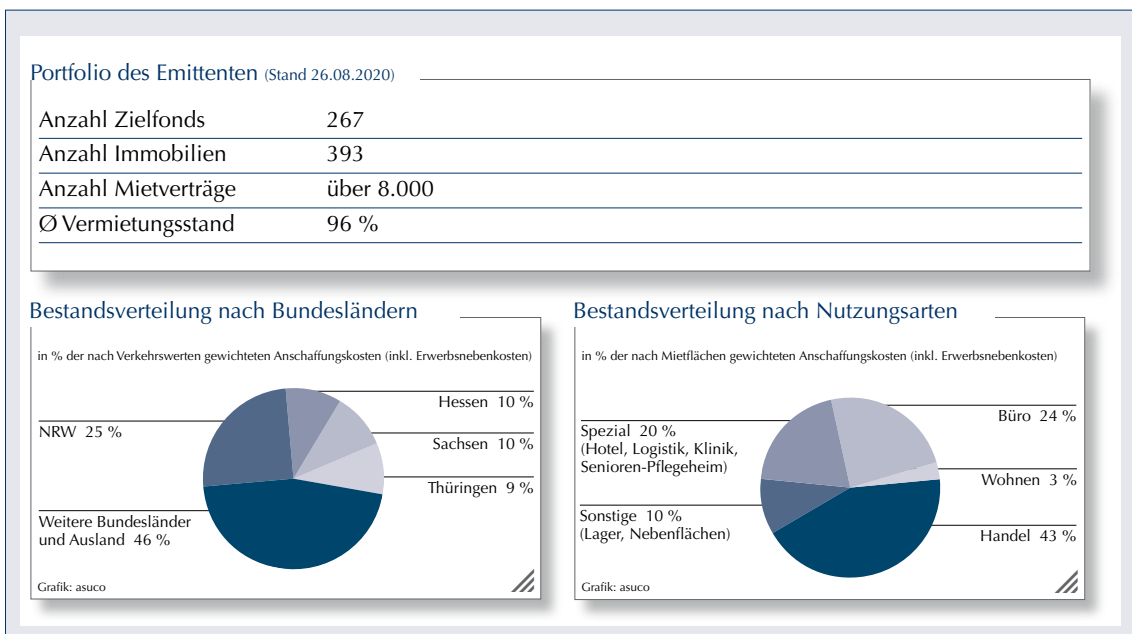 Portfolio des Emittenten (Stand 26.08.2020)
Anzahl Zielfonds 267
Anzahl Immobilien 393
Anzahl Mietverträge über 8.000
Ø Vermietungsstand 96 %
Bestandsverteilung nach Bundesländern
in % der nach Verkehrswerten gewichteten Anschaffungskosten (inkl. Erwerbsnebenkosten)
Hessen 10 %
NRW 25 %
Sachsen 10 %
Thüringen 9 %
Weitere Bundesländer
und Ausland 46 %
Grafik: asuco
Bestandsverteilung nach Nutzungsarten
in % der nach Mietflächen gewichteten Anschaffungskosten (inkl. Erwerbsnebenkosten)
Büro 24 %
Spezial 20 %
(Hotel, Logistik, Klinik,
Senioren-Pflegeheim)
Wohnen 3 %
Sonstige 10 %
(Lager, Nebenflächen)
Handel 43 %
Grafik: asuco